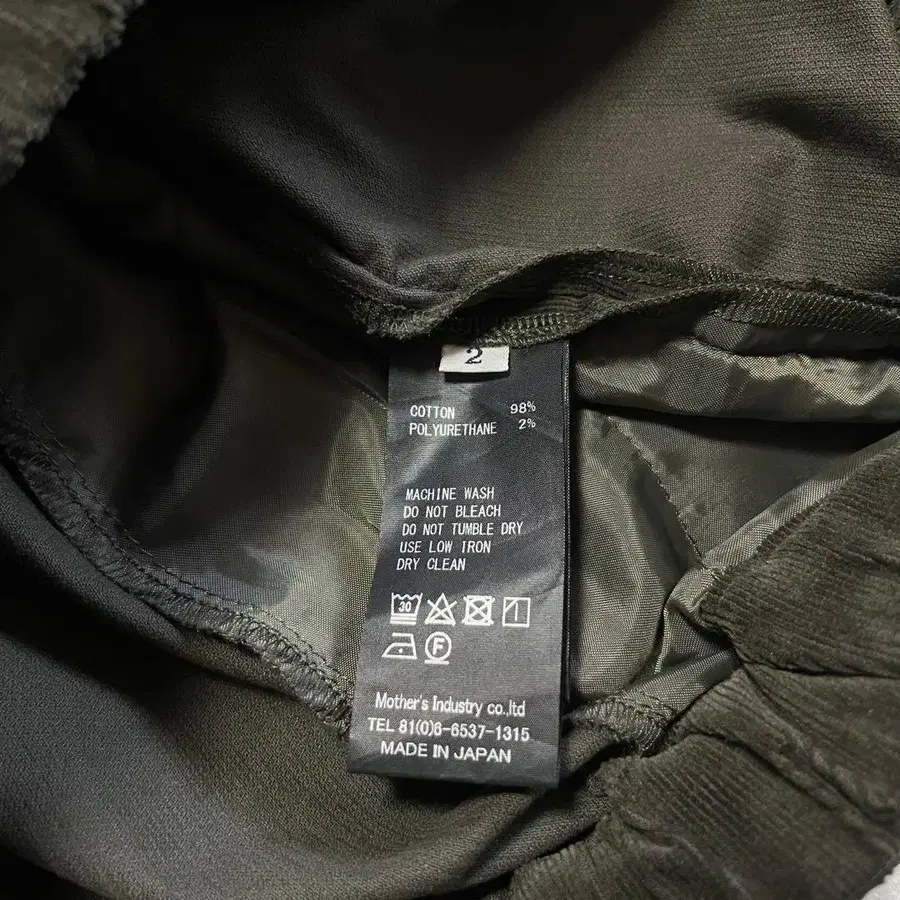 2
COTTON 98%
POLYURETHANE 2%
MACHINE WASH
DO NOT BLEACH
DO NOT TUMBLE DRY
USE LOW IRON
DRY CLEAN
30
F
Mother's Industry co.,ltd
TEL 81(0)6-6537-1315
MADE IN JAPAN